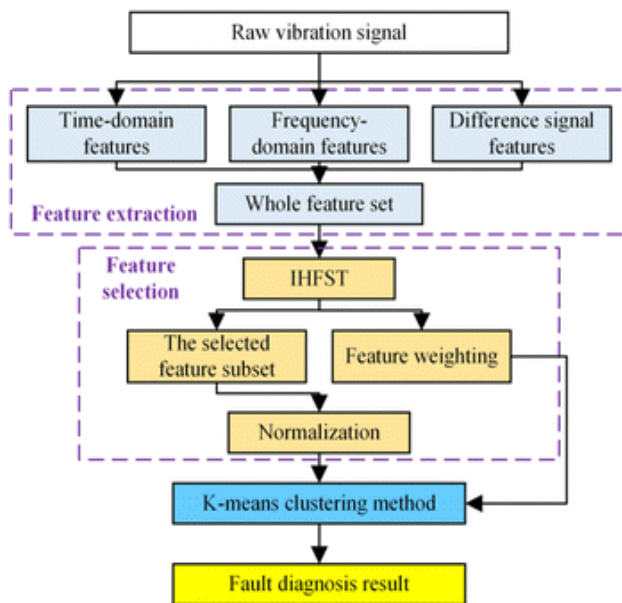 Raw vibration signal
Time-domain
features
Frequency-
domain features
Difference signal
features
Whole feature set
Feature extraction
Feature
selection
IHFST
The selected
feature subset
Feature weighting
Normalization
K-means clustering method
Fault diagnosis result